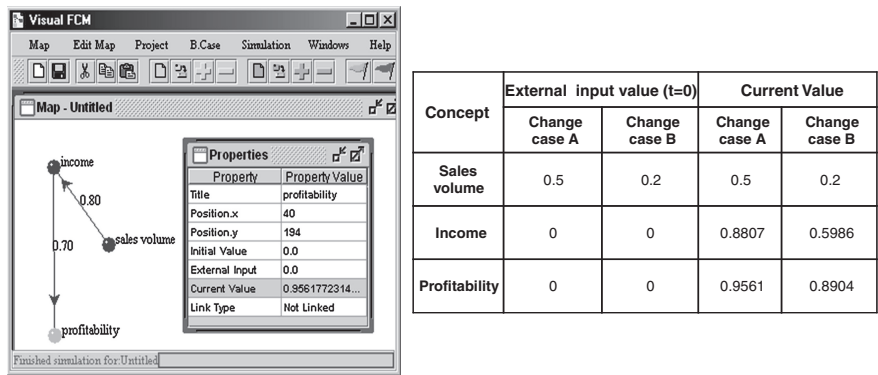 Visual FCM
Map Edit Map Project B.Case Simulation Windows Help
Map - Untitled
income
0.80
sales volume
0.70
profitability
Properties
Property Property Value
Title profitability
Position.x 40
Position.y 194
Initial Value 0.0
External Input 0.0
Current Value 0.9561772314...
Link Type Not Linked
Finished simulation for:Untitled
Concept External input value (t=0) Current Value
Change case A Change case B Change case A Change case B
Sales volume 0.5 0.2 0.5 0.2
Income 0 0 0.8807 0.5986
Profitability 0 0 0.9561 0.8904